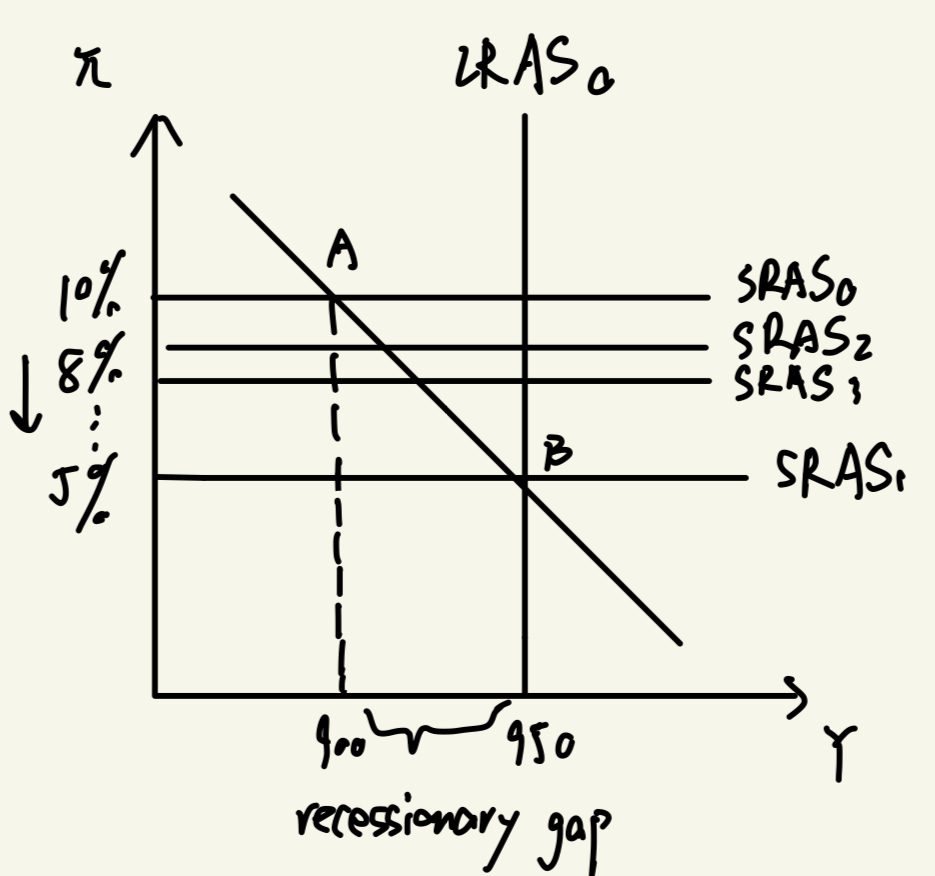 π
LRAS₀
A
10%
SRAS₀
SRAS₂
8%
SRAS₃
B
5%
SRAS₁
900
950
Y
recessionary gap